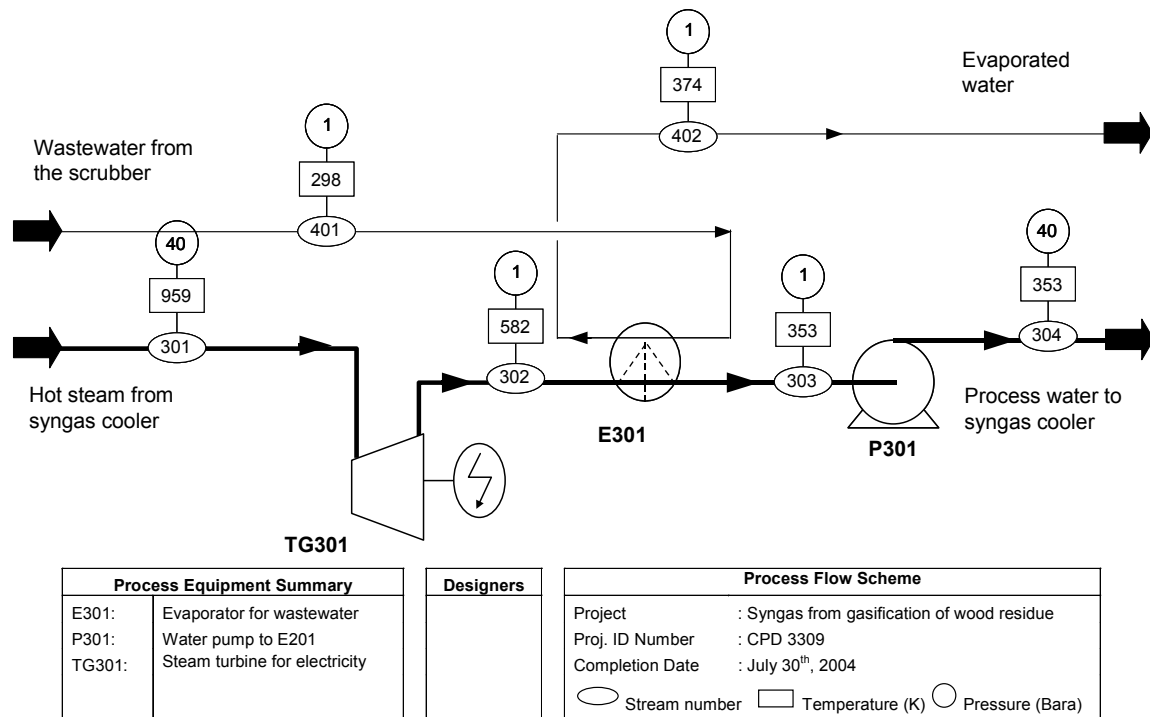 1
374
402
Evaporated
water
Wastewater from
the scrubber
1
298
401
40
959
301
Hot steam from
syngas cooler
1
582
302
E301
1
353
303
P301
40
353
304
Process water to
syngas cooler
TG301
Process Equipment Summary
E301: Evaporator for wastewater
P301: Water pump to E201
TG301: Steam turbine for electricity
Designers
Process Flow Scheme
Project : Syngas from gasification of wood residue
Proj. ID Number : CPD 3309
Completion Date : July 30th, 2004
Stream number Temperature (K) Pressure (Bara)